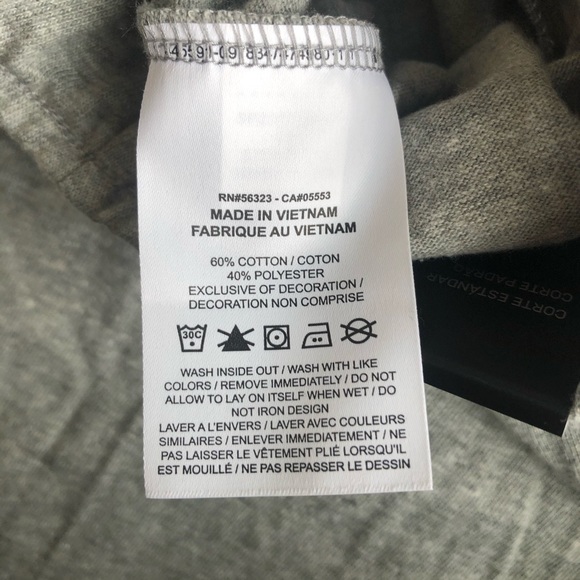 RN#56323 - CA#05553
MADE IN VIETNAM
FABRIQUE AU VIETNAM
60% COTTON / COTON
40% POLYESTER
EXCLUSIVE OF DECORATION /
DECORATION NON COMPRISE
30C
WASH INSIDE OUT / WASH WITH LIKE
COLORS / REMOVE IMMEDIATELY / DO NOT
ALLOW TO LAY ON ITSELF WHEN WET / DO
NOT IRON DESIGN
LAVER A L'ENVERS / LAVER AVEC COULEURS
SIMILAIRES / ENLEVER IMMEDIATEMENT / NE
PAS LAISSER LE VÊTEMENT PLIÉ LORSQU'IL
EST MOUILLÉ / NE PAS REPASSER LE DESSIN
CORTE ESTÁNDAR
CORTE PADRÃO